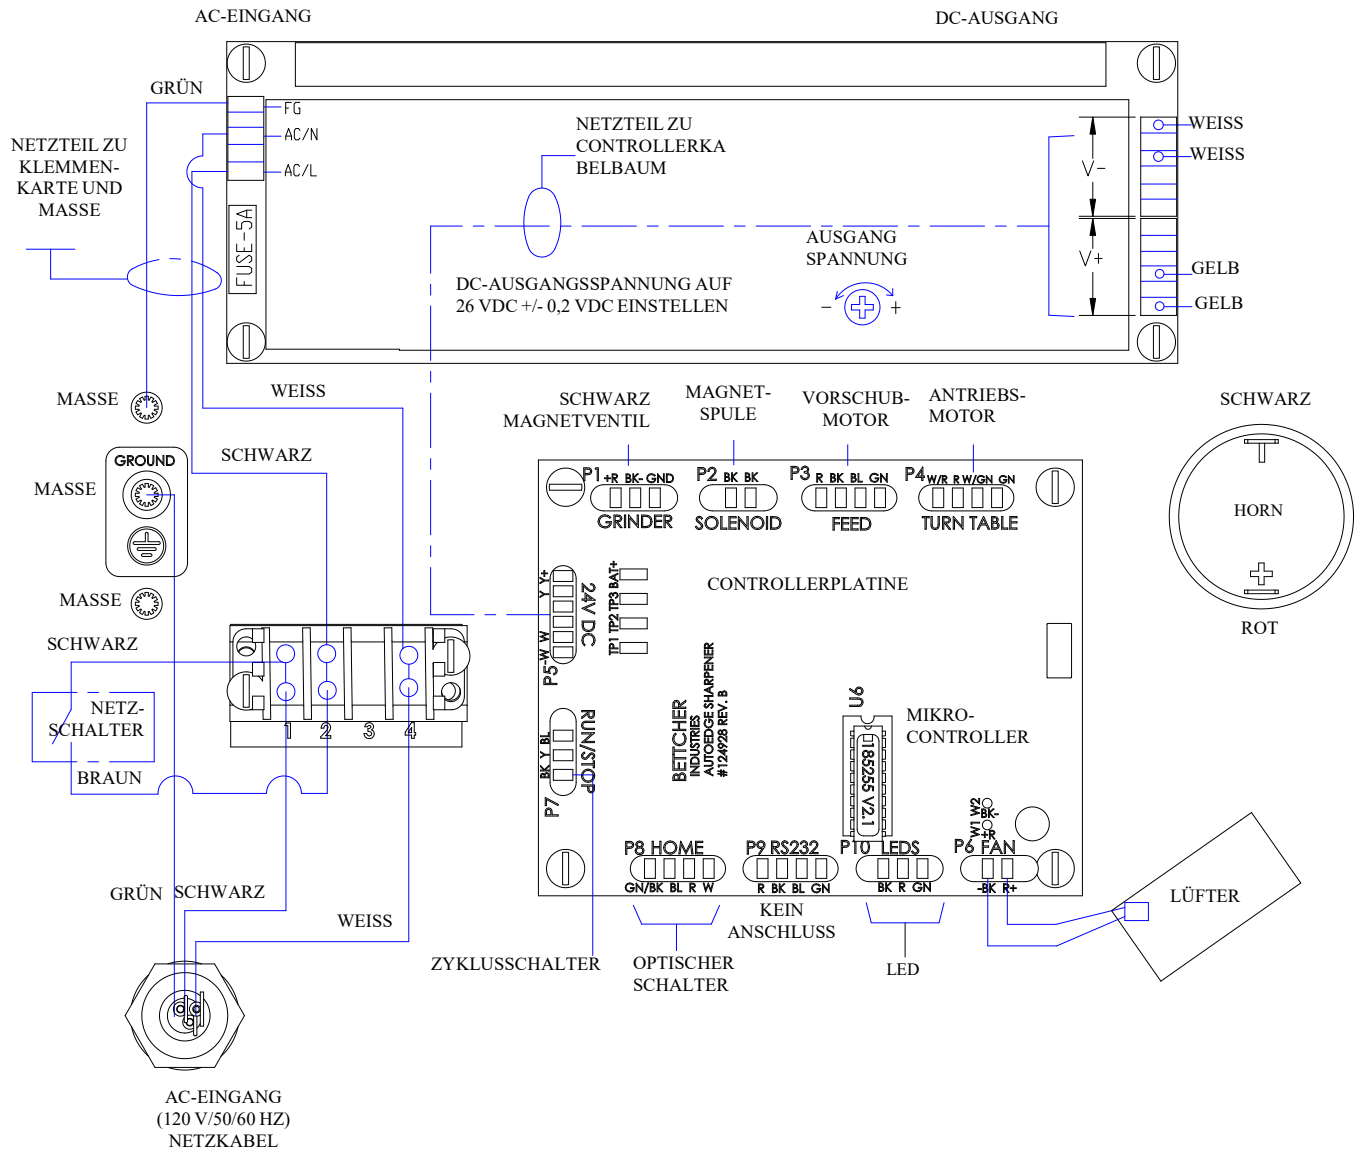 AC-EINGANG
DC-AUSGANG
GRÜN
FG
AC/N
AC/L
NETZTEIL ZU
KLEMMEN-
KARTE UND
MASSE
FUSE-5A
NETZTEIL ZU
CONTROLLERKA
BELBAUM
DC-AUSGANGSSPANNUNG AUF
26 VDC +/- 0,2 VDC EINSTELLEN
AUSGANG
SPANNUNG
- +
V-
V+
WEISS
WEISS
GELB
GELB
MASSE
WEISS
SCHWARZ
GROUND
MASSE
MASSE
SCHWARZ
NETZ-
SCHALTER
BRAUN
1 2 3 4
GRÜN
SCHWARZ
WEISS
AC-EINGANG
(120 V/50/60 HZ)
NETZKABEL
SCHWARZ
MAGNETVENTIL
MAGNET-
SPULE
VORSCHUB-
MOTOR
ANTRIEBS-
MOTOR
P1 +R BK- GND
GRINDER
P2 BK BK
SOLENOID
P3 R BK BL GN
FEED
P4 W/R R W/GN GN
TURN TABLE
CONTROLLERPLATINE
P5 -W W Y Y+
24V DC
TP1 TP2 TP3 BAT+
BETTCHER
INDUSTRIES
AUTOEDGE SHARPENER
#124928 REV. B
P7 BK Y BL
RUN/STOP
U6
185255 V2.1
MIKRO-
CONTROLLER
W1 W2
+R BK-
P8 HOME
GN/BK BL R W
P9 RS232
R BK BL GN
P10 LEDS
BK R GN
P6 FAN
-BK R+
ZYKLUSSCHALTER
OPTISCHER
SCHALTER
KEIN
ANSCHLUSS
LED
LÜFTER
SCHWARZ
HORN
+
ROT